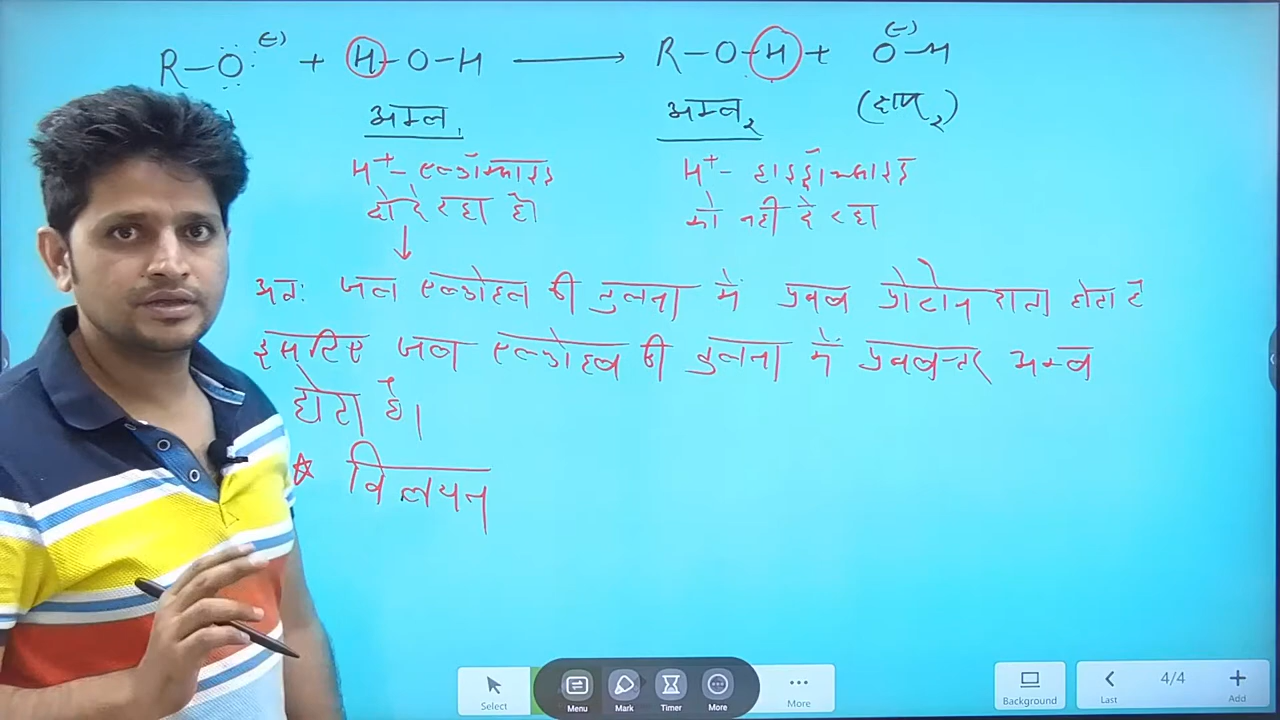 R-O:(-) + H-O-H → R-O-H + O(-)-H
अम्ल₁ अम्ल₂ (क्षार₂)
H⁺- एल्कॉक्साइड H⁺- हाइड्रॉक्साइड
को दे रहा है को नही दे रहा
↓
अतः जल एल्कोहल की तुलना में प्रबल प्रोटोन दाता होता है
इसलिए जल एल्कोहल की तुलना में प्रबलतर अम्ल
होता है।
☆ विलयन
Select Menu Mark Timer More More Background Last 4/4 Add